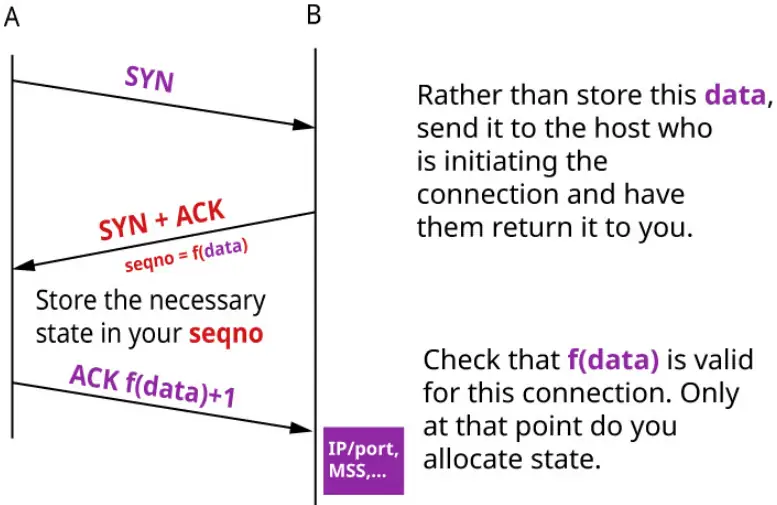 A
B
SYN
Rather than store this data,
send it to the host who
is initiating the
connection and have
them return it to you.
SYN + ACK
seqno = f(data)
Store the necessary
state in your seqno
ACK f(data)+1
Check that f(data) is valid
for this connection. Only
at that point do you
allocate state.
IP/port,
MSS,...